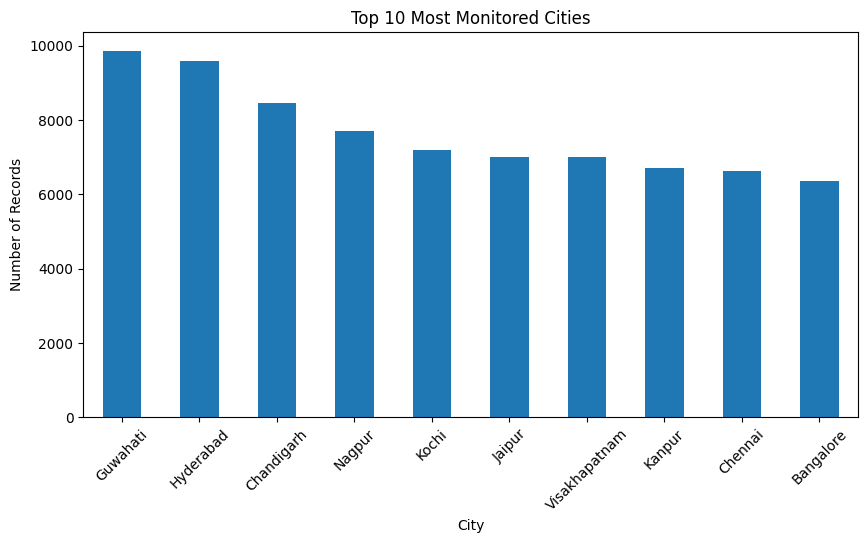 Top 10 Most Monitored Cities
Number of Records
10000
8000
6000
4000
2000
0
Guwahati
Hyderabad
Chandigarh
Nagpur
Kochi
Jaipur
Visakhapatnam
Kanpur
Chennai
Bangalore
City